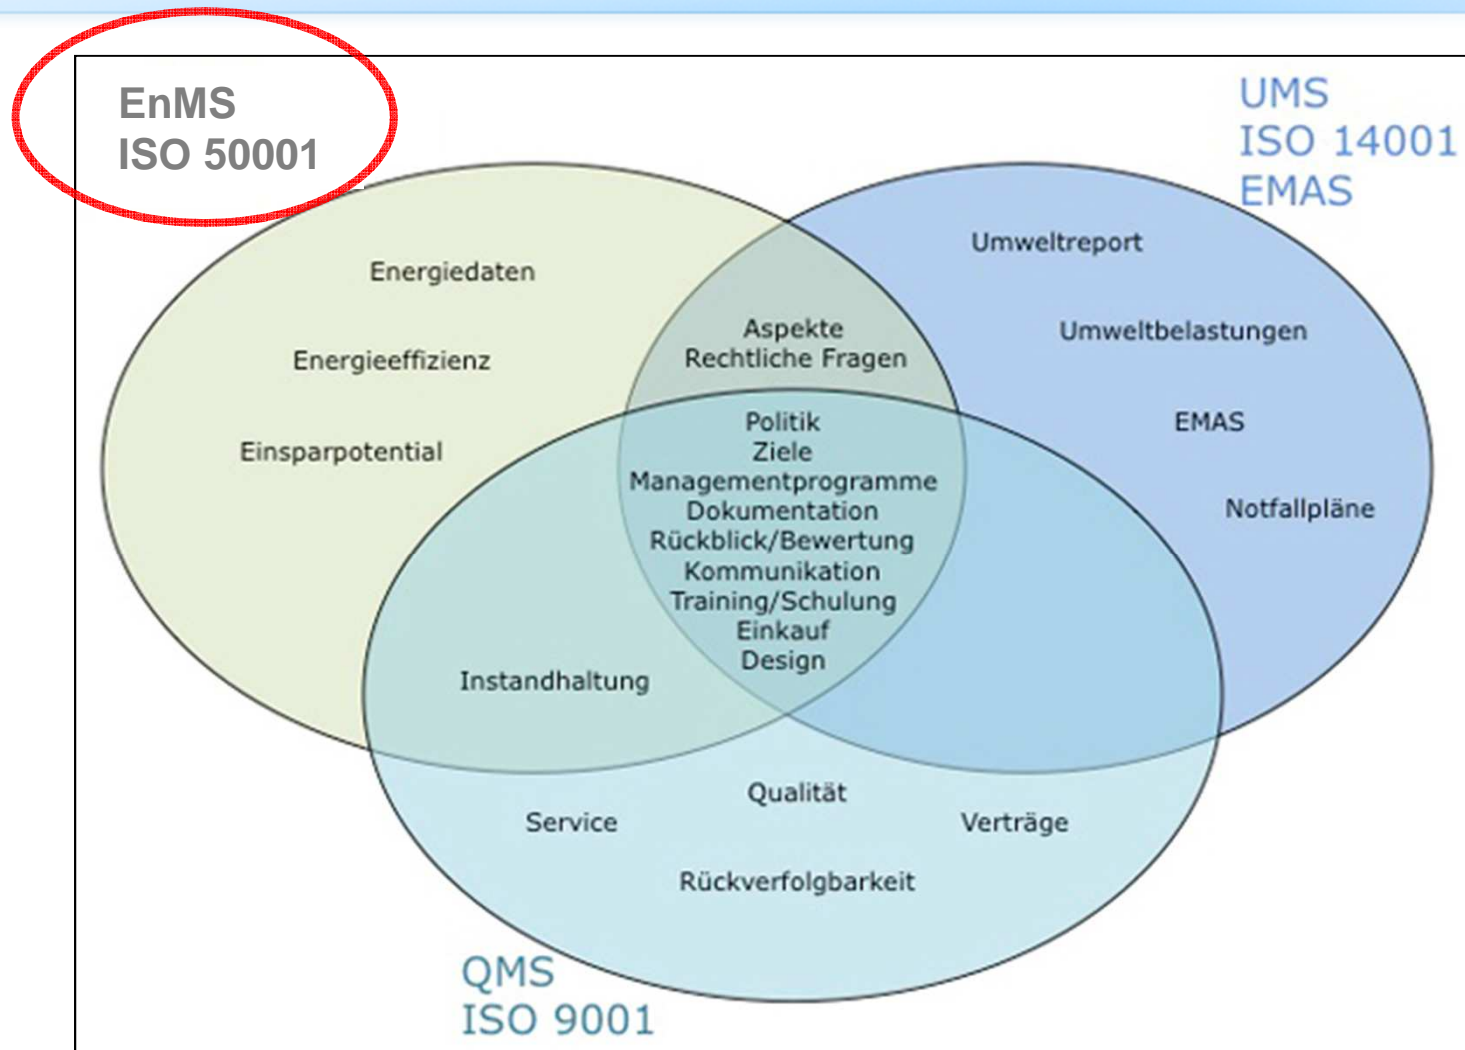 EnMS
ISO 50001
UMS
ISO 14001
EMAS
Energiedaten
Energieeffizienz
Einsparpotential
Aspekte
Rechtliche Fragen
Umweltreport
Umweltbelastungen
EMAS
Notfallpläne
Politik
Ziele
Managementprogramme
Dokumentation
Rückblick/Bewertung
Kommunikation
Training/Schulung
Einkauf
Design
Instandhaltung
Qualität
Service
Verträge
Rückverfolgbarkeit
QMS
ISO 9001